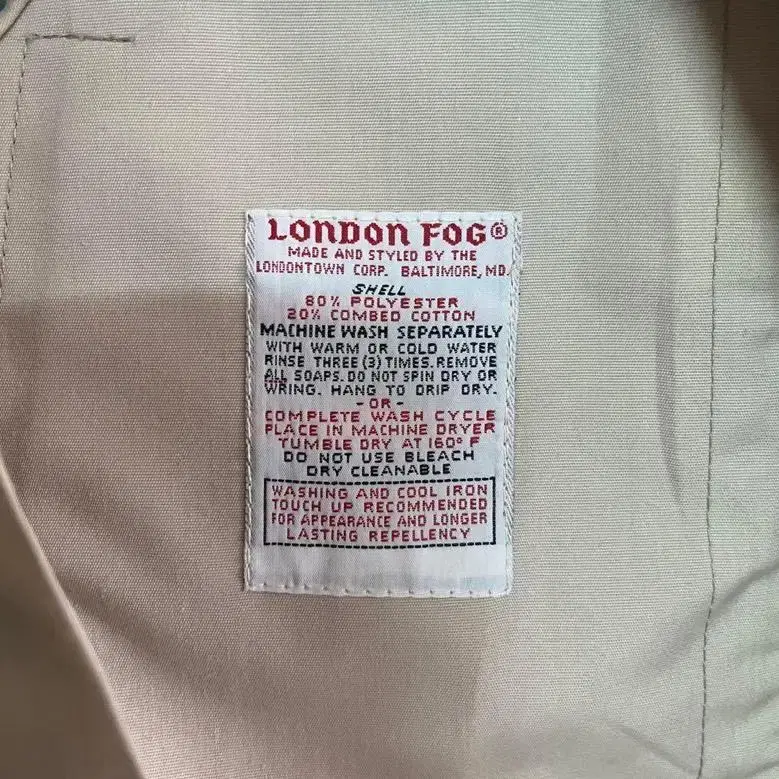 LONDON FOG®
MADE AND STYLED BY THE
LONDONTOWN CORP. BALTIMORE, MD.
SHELL
80% POLYESTER
20% COMBED COTTON
MACHINE WASH SEPARATELY
WITH WARM OR COLD WATER
RINSE THREE (3) TIMES. REMOVE
ALL SOAPS. DO NOT SPIN DRY OR
WRING. HANG TO DRIP DRY.
- OR -
COMPLETE WASH CYCLE
PLACE IN MACHINE DRYER
TUMBLE DRY AT 160° F
DO NOT USE BLEACH
DRY CLEANABLE
WASHING AND COOL IRON
TOUCH UP RECOMMENDED
FOR APPEARANCE AND LONGER
LASTING REPELLENCY